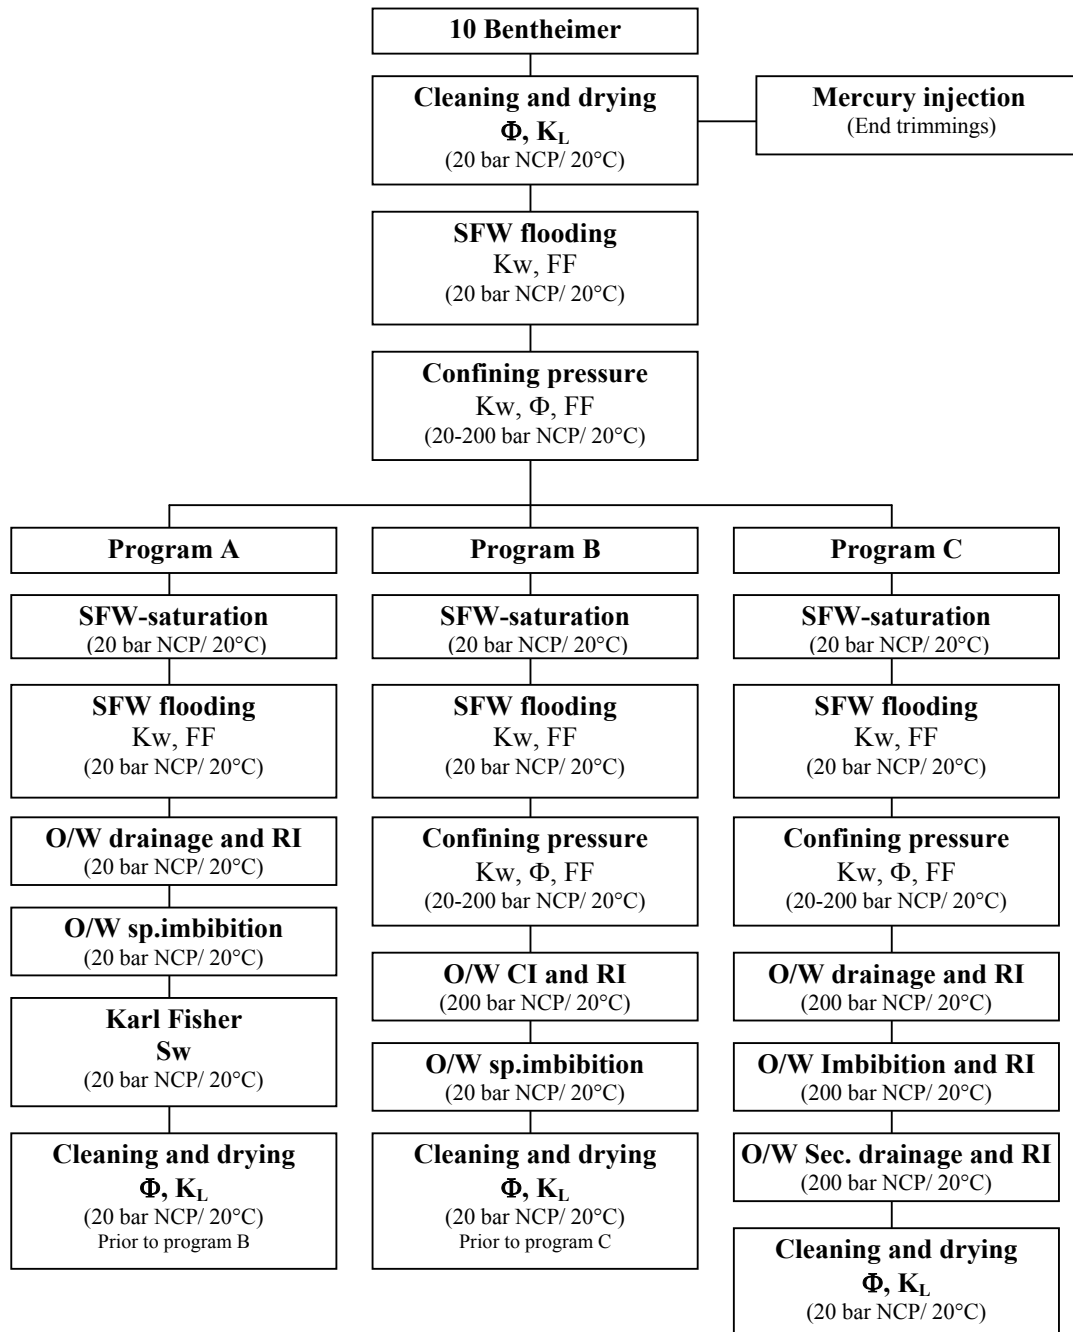 10 Bentheimer
Cleaning and drying
Φ, K_L
(20 bar NCP/ 20°C)
Mercury injection
(End trimmings)
SFW flooding
Kw, FF
(20 bar NCP/ 20°C)
Confining pressure
Kw, Φ, FF
(20-200 bar NCP/ 20°C)
Program A
SFW-saturation
(20 bar NCP/ 20°C)
SFW flooding
Kw, FF
(20 bar NCP/ 20°C)
O/W drainage and RI
(20 bar NCP/ 20°C)
O/W sp.imbibition
(20 bar NCP/ 20°C)
Karl Fisher
Sw
(20 bar NCP/ 20°C)
Cleaning and drying
Φ, K_L
(20 bar NCP/ 20°C)
Prior to program B
Program B
SFW-saturation
(20 bar NCP/ 20°C)
SFW flooding
Kw, FF
(20 bar NCP/ 20°C)
Confining pressure
Kw, Φ, FF
(20-200 bar NCP/ 20°C)
O/W CI and RI
(200 bar NCP/ 20°C)
O/W sp.imbibition
(20 bar NCP/ 20°C)
Cleaning and drying
Φ, K_L
(20 bar NCP/ 20°C)
Prior to program C
Program C
SFW-saturation
(20 bar NCP/ 20°C)
SFW flooding
Kw, FF
(20 bar NCP/ 20°C)
Confining pressure
Kw, Φ, FF
(20-200 bar NCP/ 20°C)
O/W drainage and RI
(200 bar NCP/ 20°C)
O/W Imbibition and RI
(200 bar NCP/ 20°C)
O/W Sec. drainage and RI
(200 bar NCP/ 20°C)
Cleaning and drying
Φ, K_L
(20 bar NCP/ 20°C)